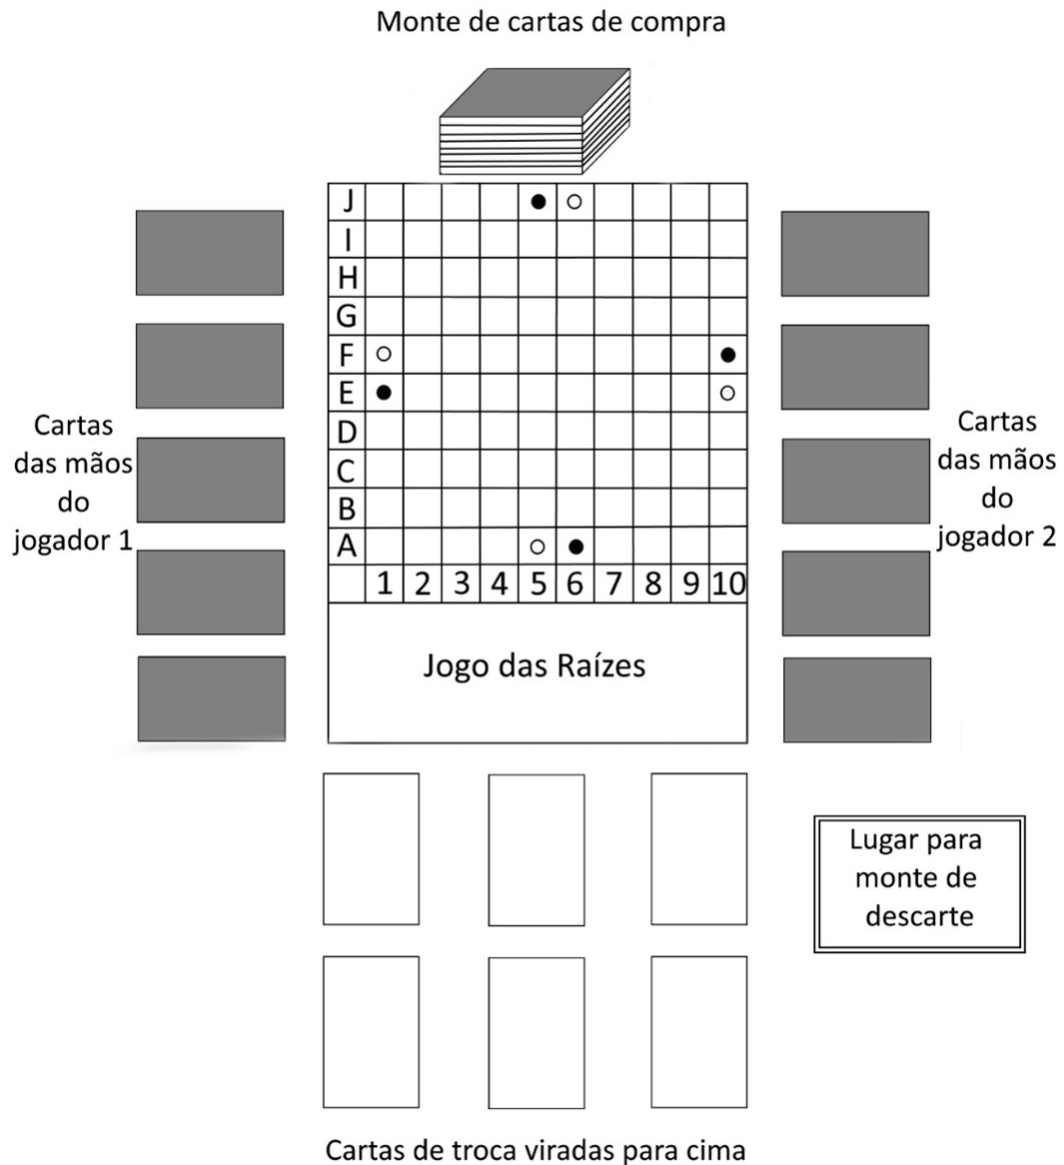 Monte de cartas de compra
J
I
H
G
F
E
D
C
B
A
1 2 3 4 5 6 7 8 9 10
Jogo das Raízes
Cartas
das mãos
do
jogador 1
Cartas
das mãos
do
jogador 2
Lugar para
monte de
descarte
Cartas de troca viradas para cima